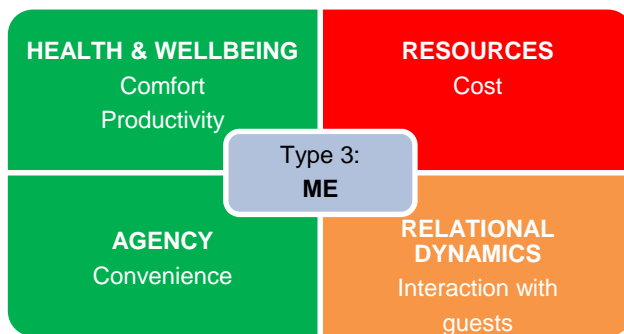 HEALTH & WELLBEING
Comfort
Productivity
RESOURCES
Cost
Type 3:
ME
AGENCY
Convenience
RELATIONAL
DYNAMICS
Interaction with
guests